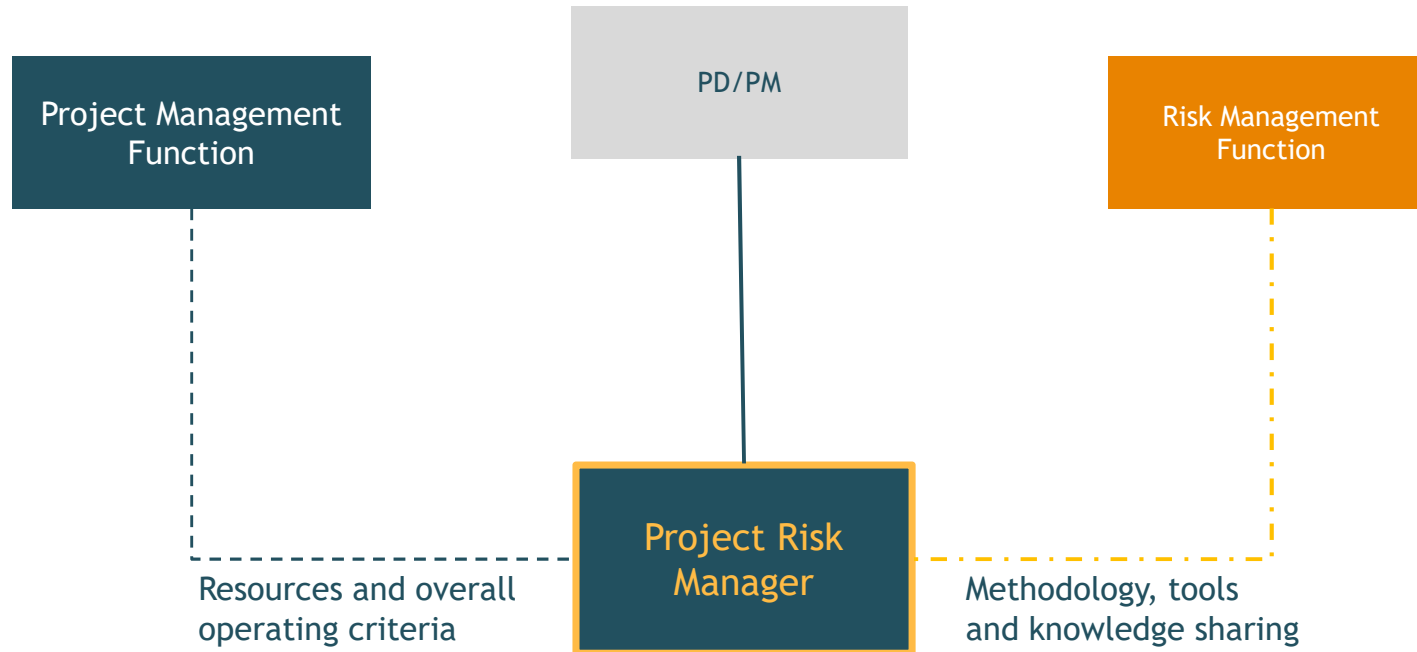 Project Management
Function
PD/PM
Risk Management
Function
Project Risk
Manager
Resources and overall
operating criteria
Methodology, tools
and knowledge sharing